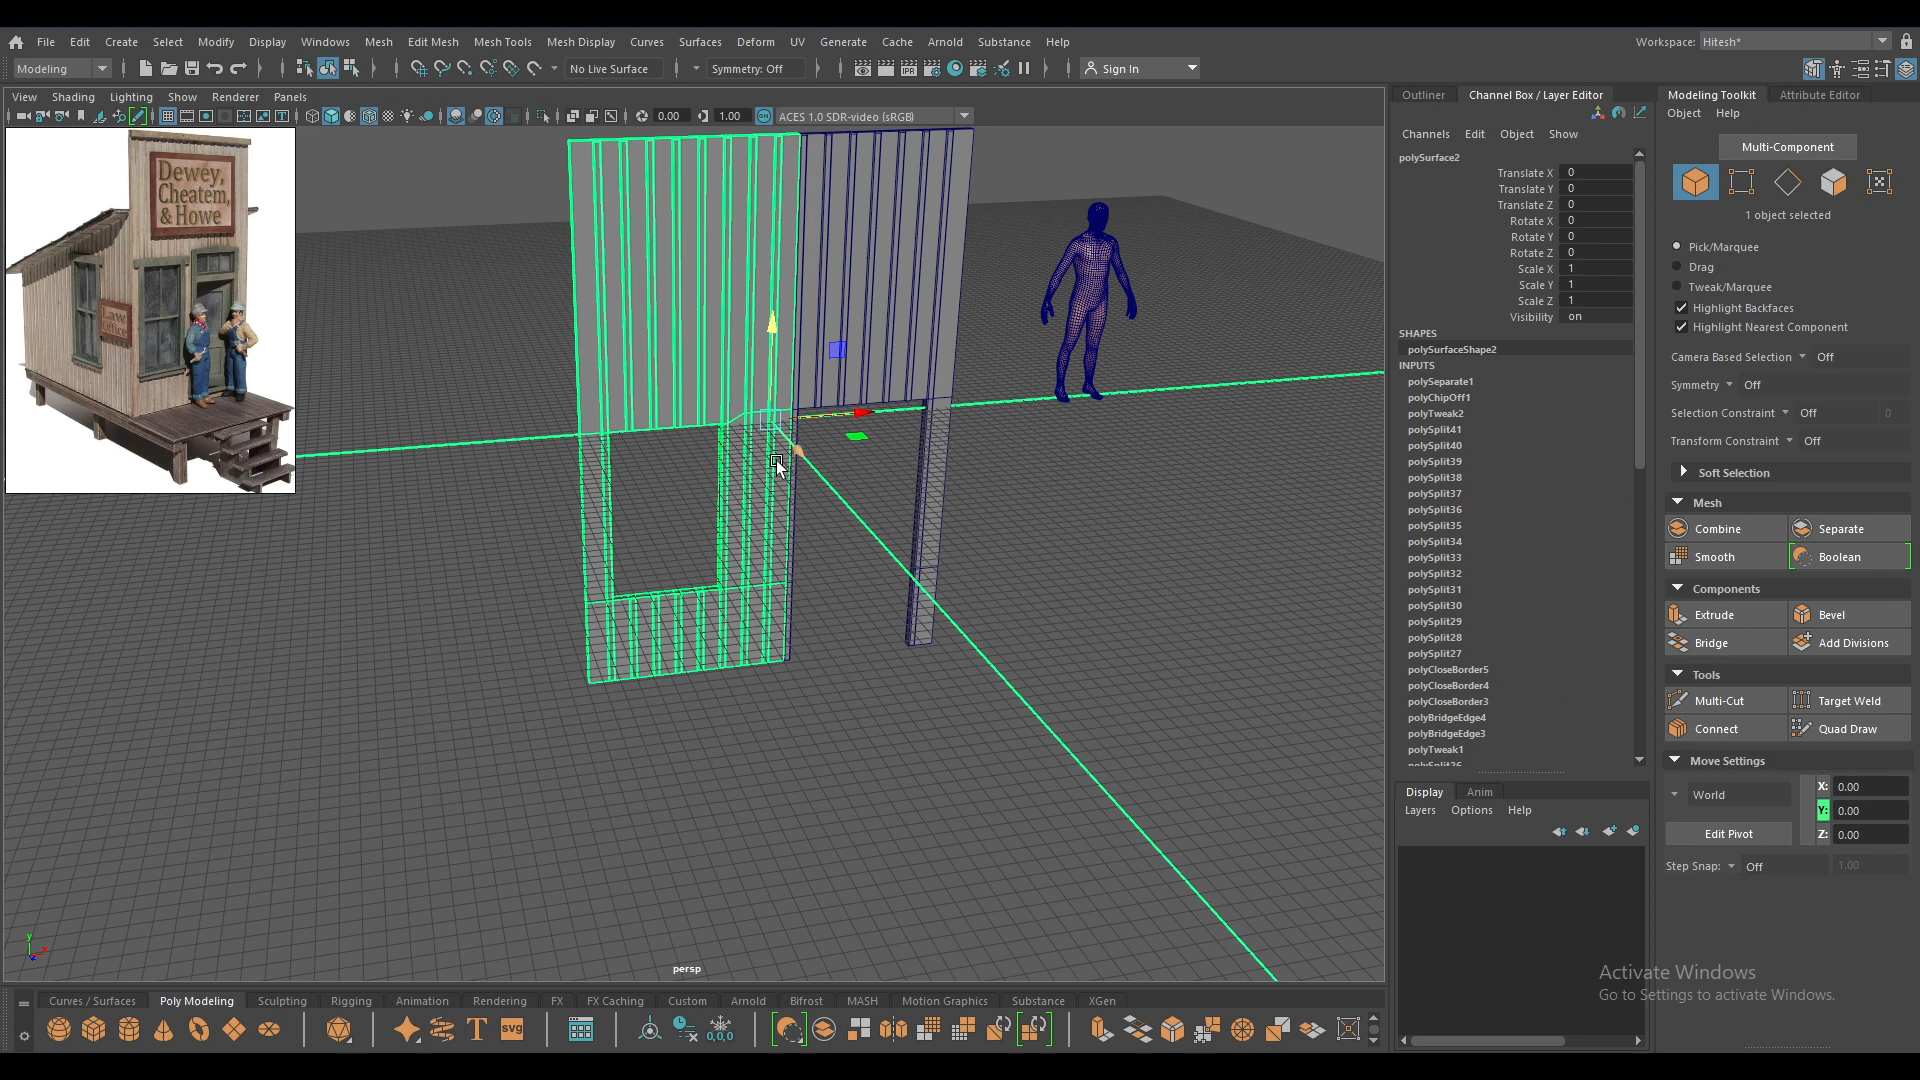 File Edit Create Select Modify Display Windows Mesh Edit Mesh Mesh Tools Mesh Display Curves Surfaces Deform UV Generate Cache Arnold Substance Help
Workspace: Hitesh*
Modeling
No Live Surface
Symmetry: Off
IPR
Sign In
View Shading Lighting Show Renderer Panels
0.00
1.00
ON
ACES 1.0 SDR-video (sRGB)
Dewey,
Cheatem,
& Howe
Law
Office
persp
Outliner Channel Box / Layer Editor
Channels Edit Object Show
polySurface2
Translate X 0
Translate Y 0
Translate Z 0
Rotate X 0
Rotate Y 0
Rotate Z 0
Scale X 1
Scale Y 1
Scale Z 1
Visibility on
SHAPES
polySurfaceShape2
INPUTS
polySeparate1
polyChipOff1
polyTweak2
polySplit41
polySplit40
polySplit39
polySplit38
polySplit37
polySplit36
polySplit35
polySplit34
polySplit33
polySplit32
polySplit31
polySplit30
polySplit29
polySplit28
polySplit27
polyCloseBorder5
polyCloseBorder4
polyCloseBorder3
polyBridgeEdge4
polyBridgeEdge3
polyTweak1
polySplit26
Display Anim
Layers Options Help
Modeling Toolkit Attribute Editor
Object Help
Multi-Component
1 object selected
Pick/Marquee
Drag
Tweak/Marquee
Highlight Backfaces
Highlight Nearest Component
Camera Based Selection Off
Symmetry Off
Selection Constraint Off 0
Transform Constraint Off
Soft Selection
Mesh
Combine Separate
Smooth Boolean
Components
Extrude Bevel
Bridge Add Divisions
Tools
Multi-Cut Target Weld
Connect Quad Draw
Move Settings
X: 0.00
World
Y: 0.00
Edit Pivot
Z: 0.00
Step Snap: Off 1.00
Activate Windows
Go to Settings to activate Windows.
Curves / Surfaces Poly Modeling Sculpting Rigging Animation Rendering FX FX Caching Custom Arnold Bifrost MASH Motion Graphics Substance XGen
T
svg
0,0,0
y
x
z